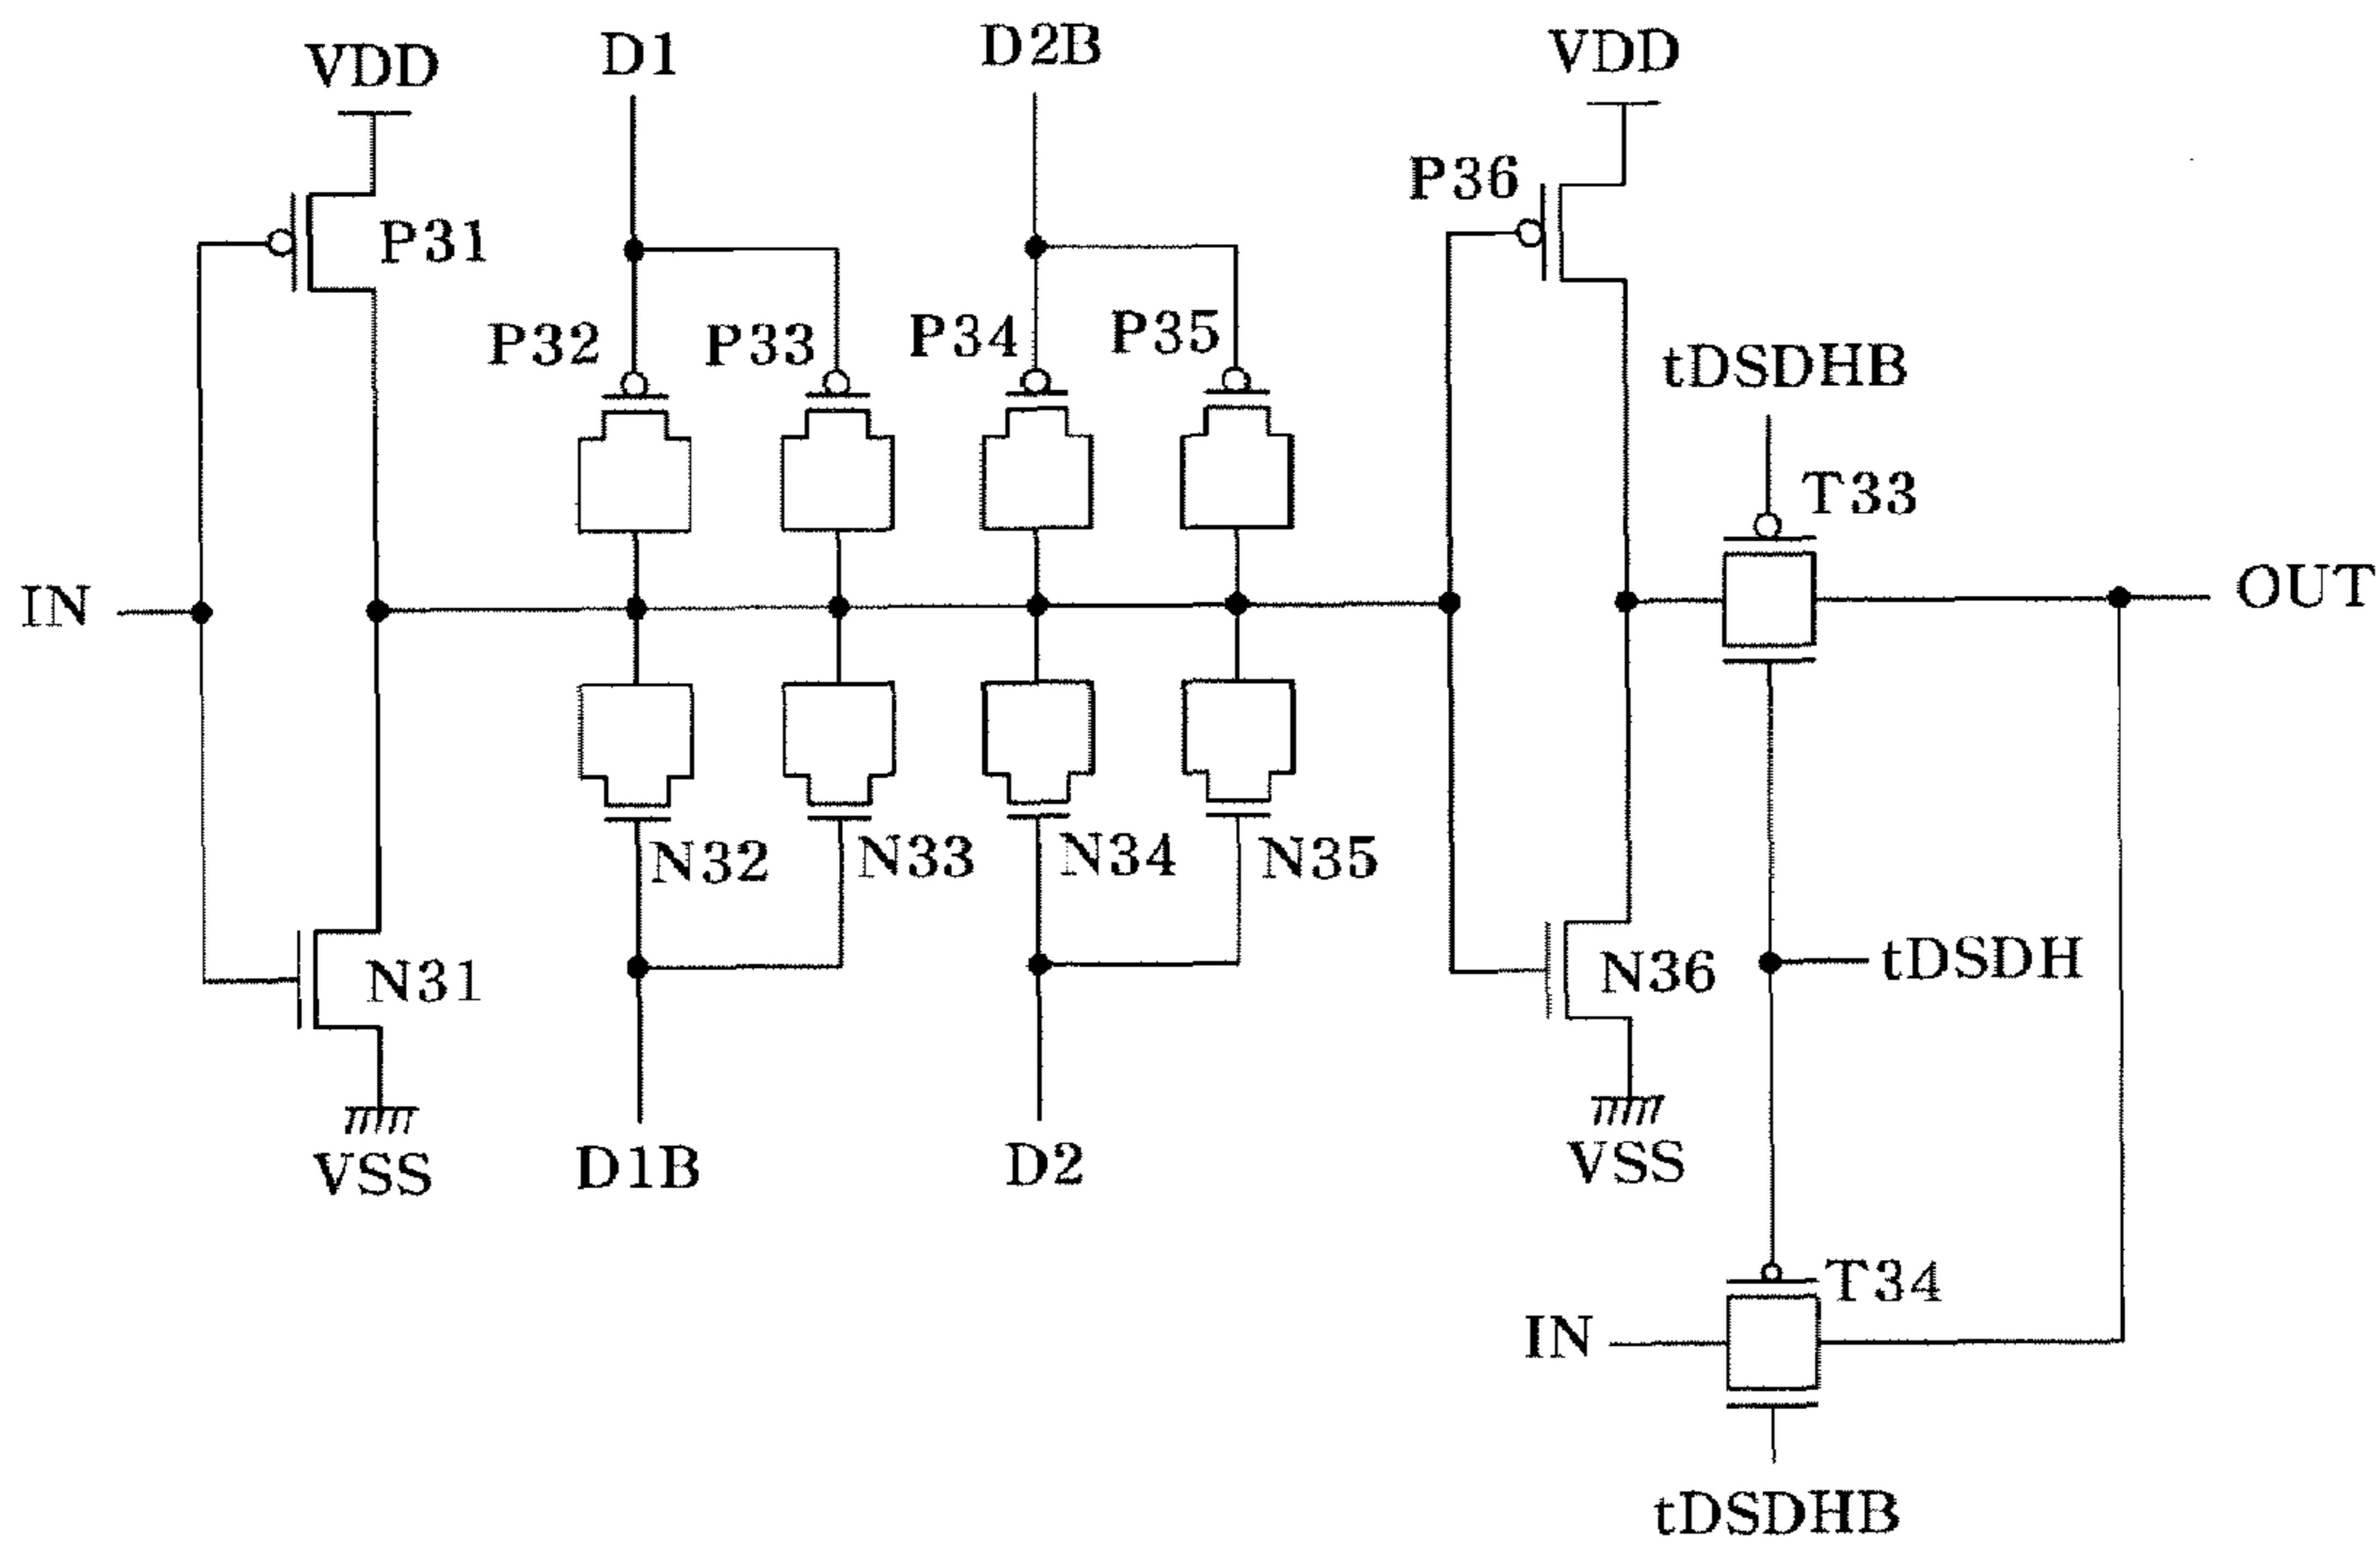 VDD
D1
D2B
VDD
P31
P36
P32
P33
P34
P35
tDSDHB
T33
IN
OUT
N32
N33
N34
N35
N31
N36
tDSDH
VSS
D1B
D2
VSS
T34
IN
tDSDHB